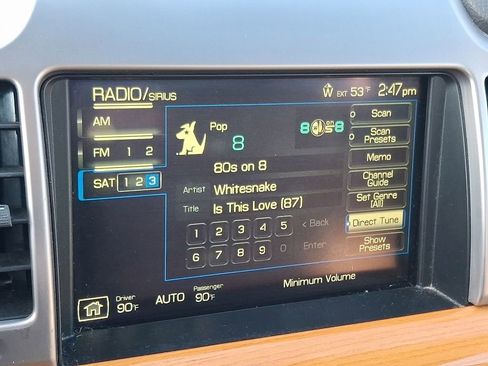 RADIO/SIRIUS
W EXT 53°F 2:47pm
AM
FM 1 2
SAT 1 2 3
Pop
8
8 on 8
80s on 8
Artist Whitesnake
Title Is This Love (87)
1 2 3 4 5 < Back
6 7 8 9 0 Enter
Scan
Scan
Presets
Memo
Channel
Guide
Set Genre
(All)
Direct Tune
Show
Presets
Minimum Volume
Driver
90°F
AUTO
Passenger
90°F